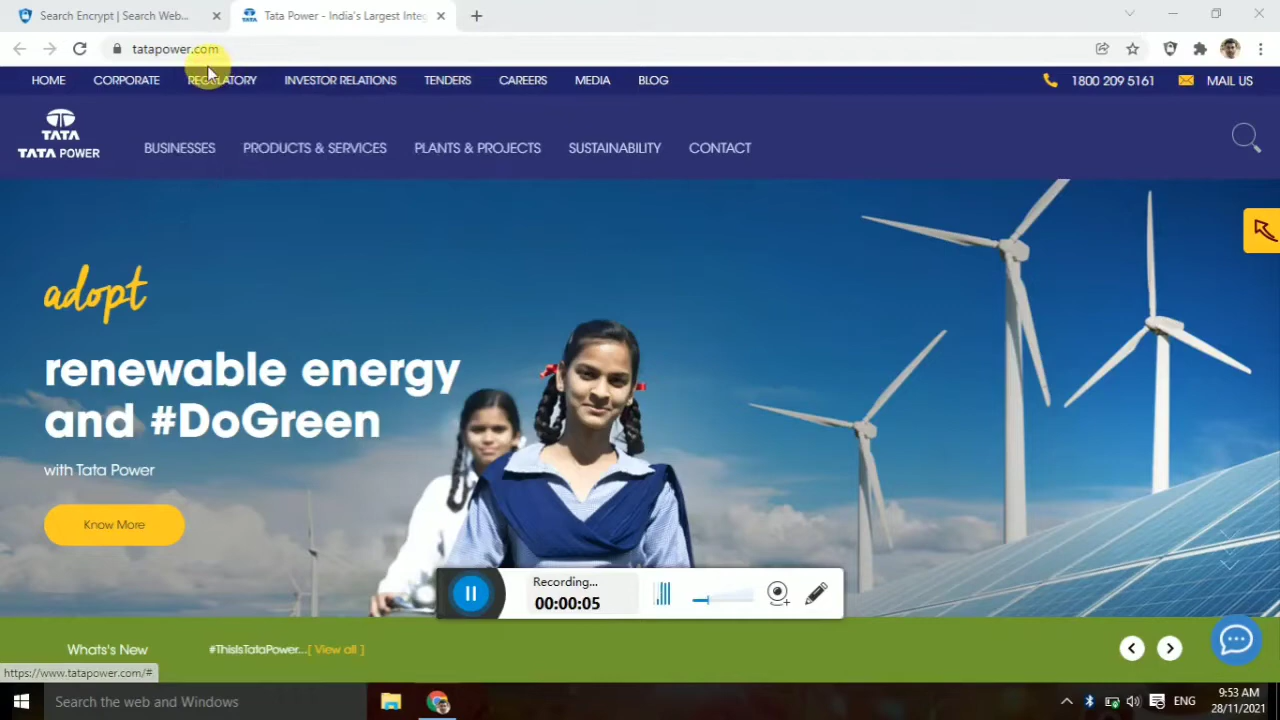 Search Encrypt | Search Web...
Tata Power - India's Largest Integ
tatapower.com
HOME CORPORATE REGULATORY INVESTOR RELATIONS TENDERS CAREERS MEDIA BLOG 1800 209 5161 MAIL US
TATA
TATA POWER
BUSINESSES PRODUCTS & SERVICES PLANTS & PROJECTS SUSTAINABILITY CONTACT
adopt
renewable energy
and #DoGreen
with Tata Power
Know More
Recording...
00:00:05
Whats's New #ThisIsTataPower...[ View all ]
https://www.tatapower.com/#
Search the web and Windows
ENG
9:53 AM
28/11/2021